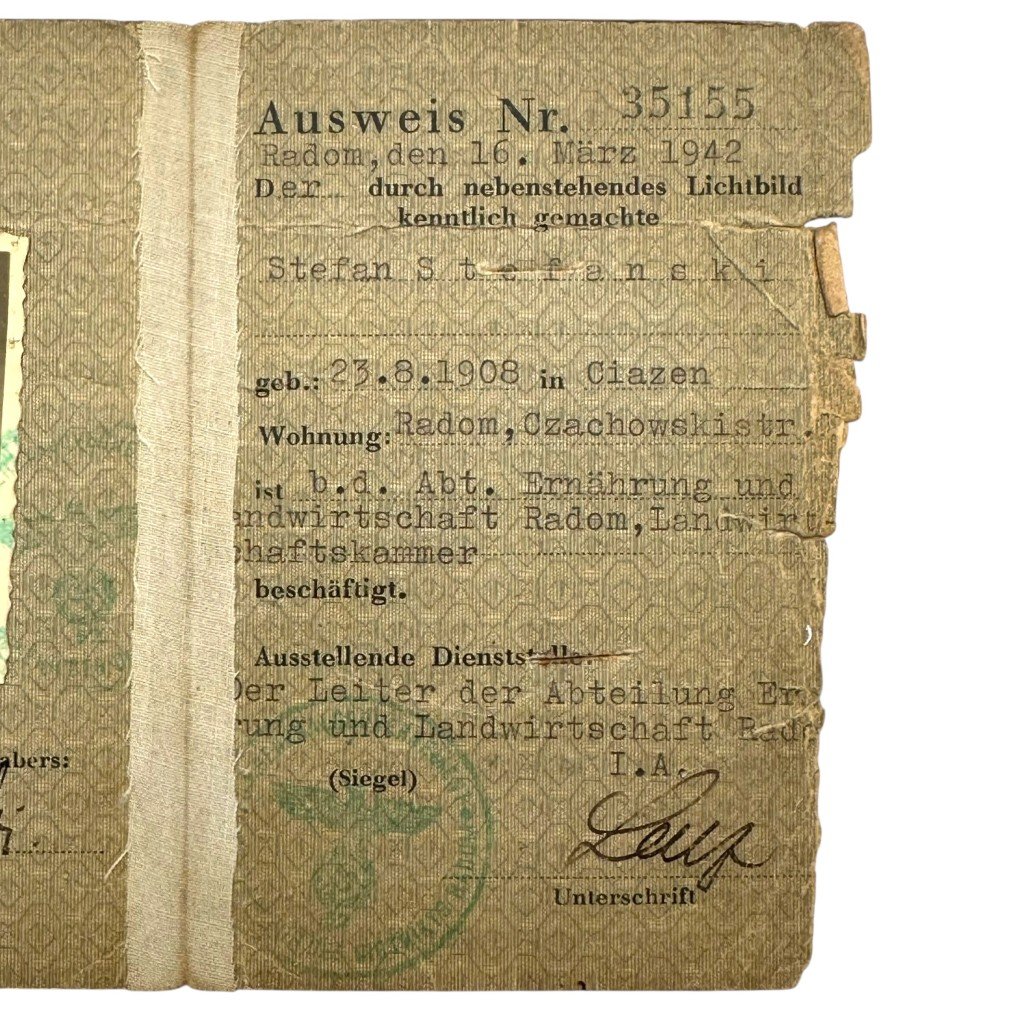 Ausweis Nr. 35155
Radom, den 16. März 1942
Der durch nebenstehendes Lichtbild
kenntlich gemachte
Stefan S t e f a n s k i
geb.: 23.8.1908 in Ciazen
Wohnung: Radom, Czachowskistr.
ist b.d. Abt. Ernährung und
andwirtschaft Radom, Landwirt-
chaftskammer
beschäftigt.
Ausstellende Dienststelle:
Der Leiter der Abteilung Er
rung und Landwirtschaft Rado
I.A.
(Siegel)
Unterschrift
abers: